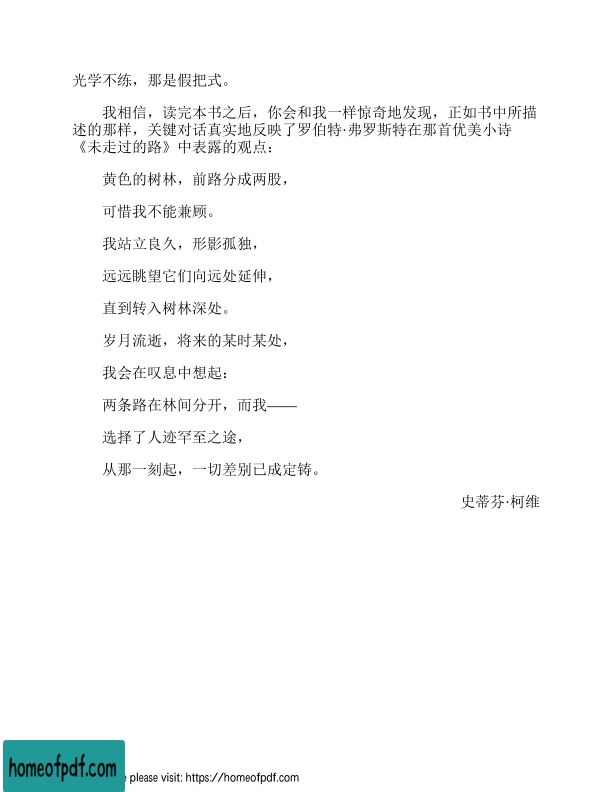 光学不练，那是假把式。
我相信，读完本书之后，你会和我一样惊奇地发现，正如书中所描
述的那样，关键对话真实地反映了罗伯特·弗罗斯特在那首优美小诗
《未走过的路》中表露的观点：
黄色的树林，前路分成两股，
可惜我不能兼顾。
我站立良久，形影孤独，
远远眺望它们向远处延伸，
直到转入树林深处。
岁月流逝，将来的某时某处，
我会在叹息中想起：
两条路在林间分开，而我——
选择了人迹罕至之途，
从那一刻起，一切差别已成定铸。
史蒂芬·柯维
homeofpdf.com
please visit: https://homeofpdf.com